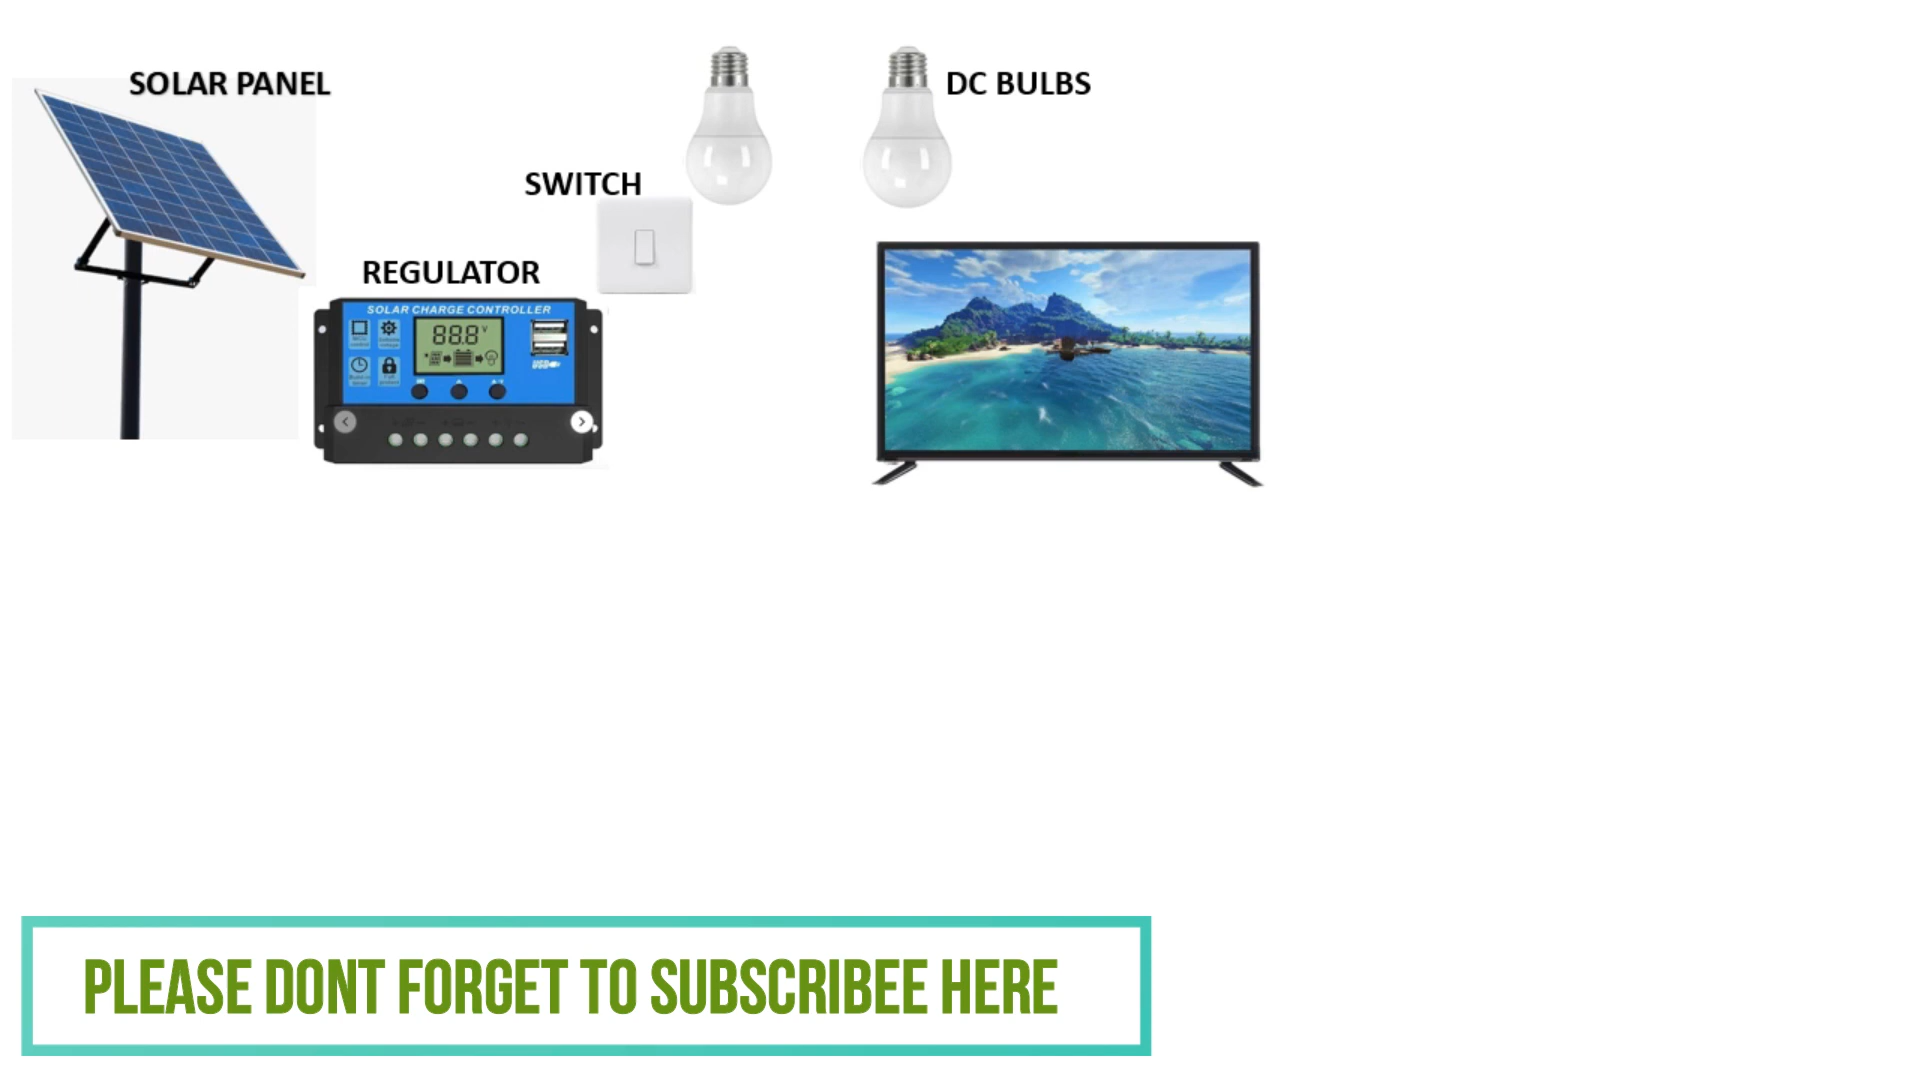 SOLAR PANEL
DC BULBS
SWITCH
REGULATOR
SOLAR CHARGE CONTROLLER
88.8 V
PLEASE DONT FORGET TO SUBSCRIBEE HERE